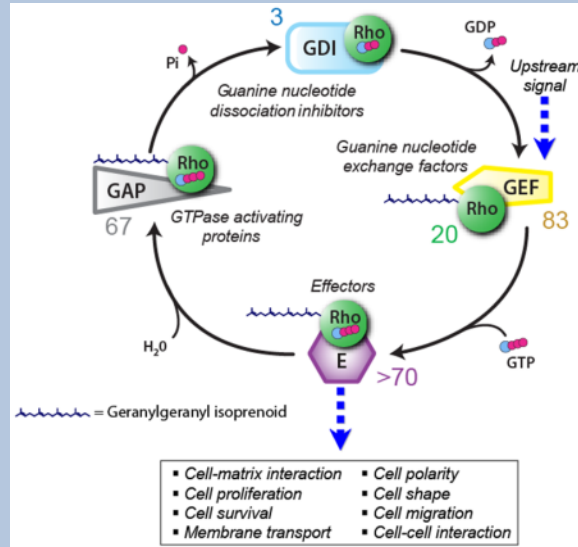 3
GDI
Rho
GDP
Pi
Upstream
signal
Guanine nucleotide
dissociation inhibitors
Guanine nucleotide
exchange factors
Rho
GAP
67
GTPase activating
proteins
GEF
Rho
20
83
Effectors
Rho
E
>70
H₂0
GTP
= Geranylgeranyl isoprenoid
▪ Cell-matrix interaction
▪ Cell proliferation
▪ Cell survival
▪ Membrane transport
▪ Cell polarity
▪ Cell shape
▪ Cell migration
▪ Cell-cell interaction